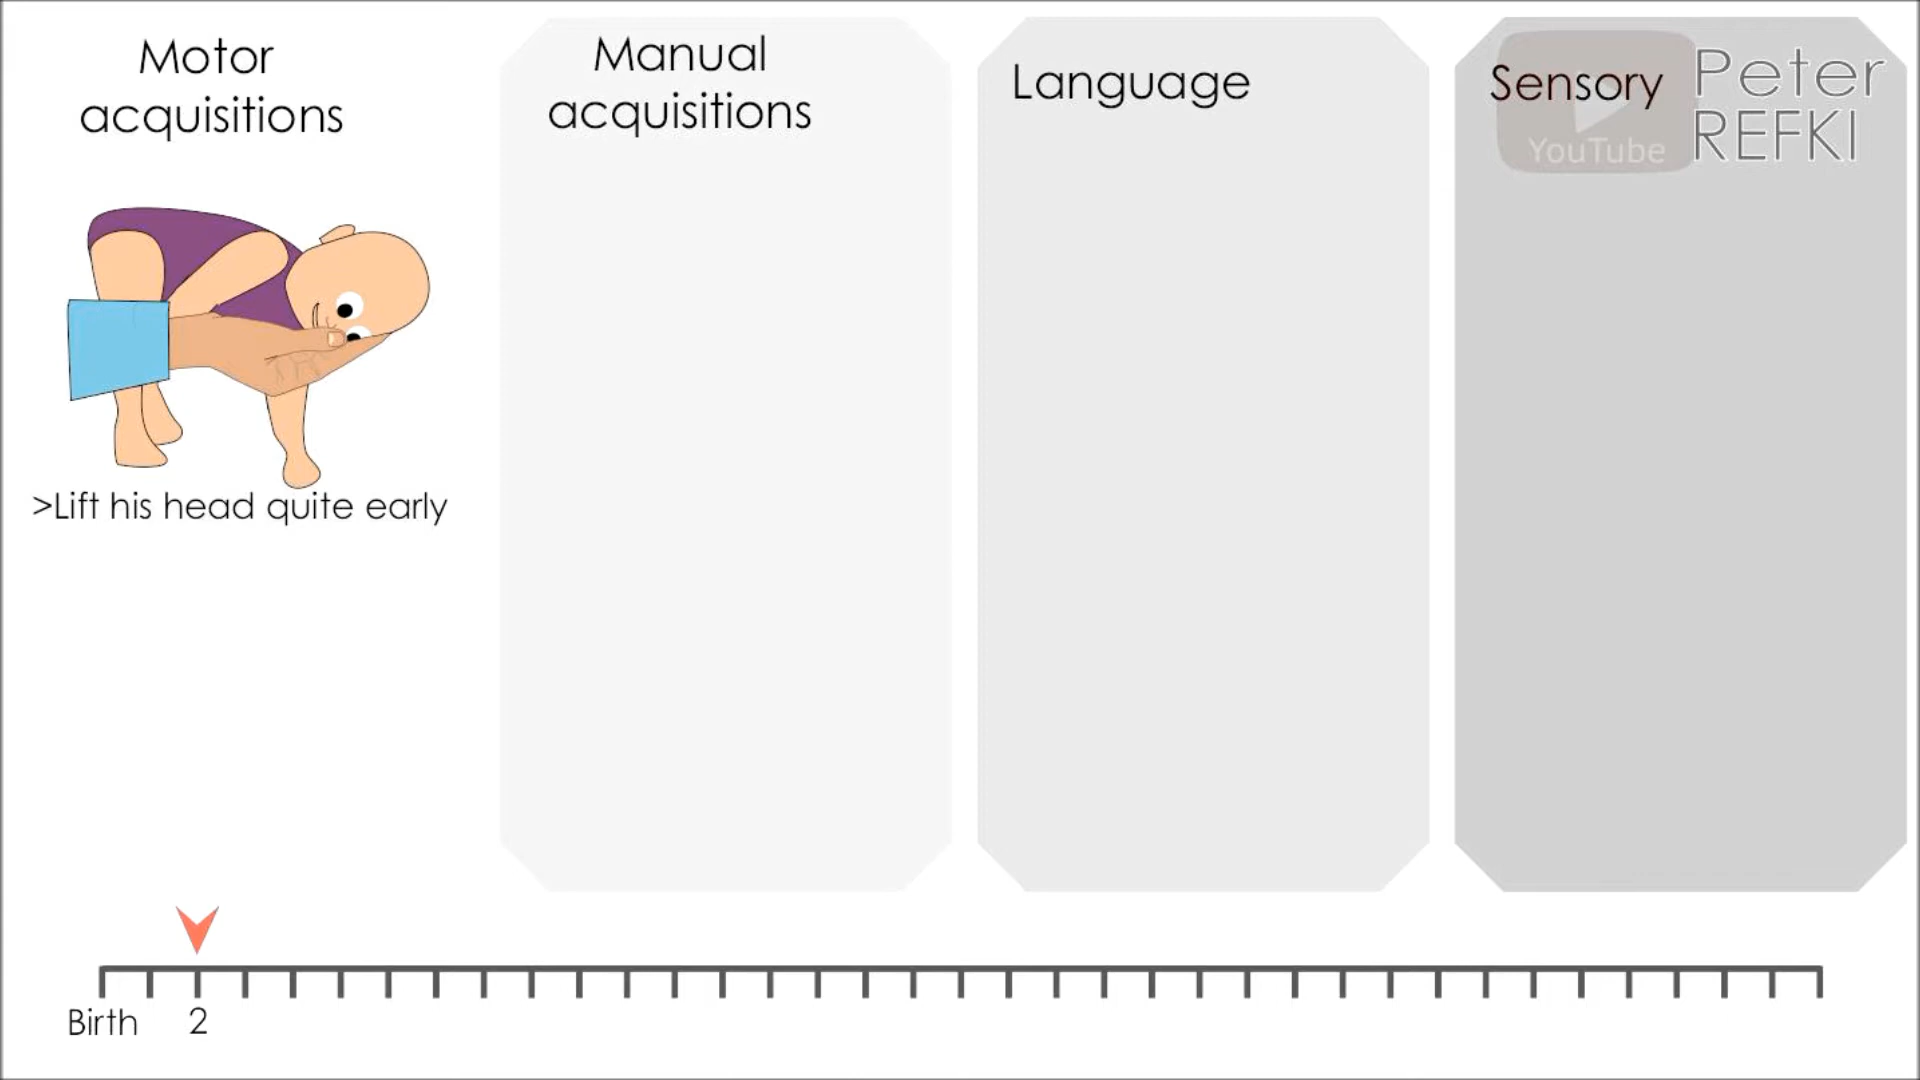 Motor
acquisitions
Manual
acquisitions
Language
Sensory
Peter
REFKI
YouTube
>Lift his head quite early
Birth
2